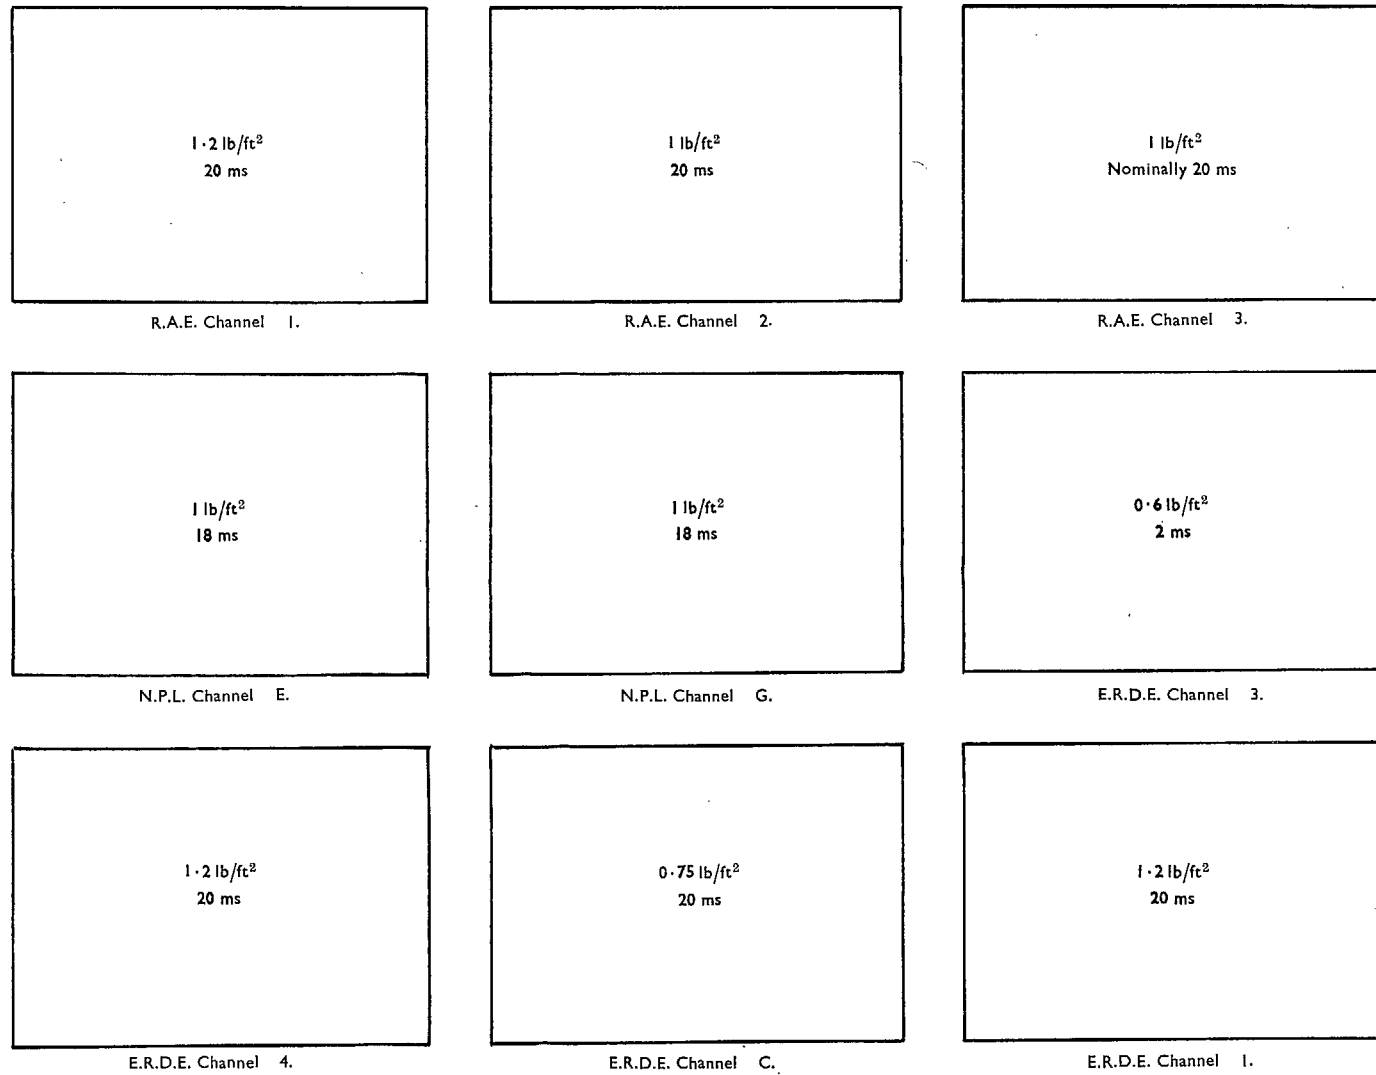 1·2 lb/ft²
20 ms
R.A.E. Channel 1.
1 lb/ft²
20 ms
R.A.E. Channel 2.
1 lb/ft²
Nominally 20 ms
R.A.E. Channel 3.
1 lb/ft²
18 ms
N.P.L. Channel E.
1 lb/ft²
18 ms
N.P.L. Channel G.
0·6 lb/ft²
2 ms
E.R.D.E. Channel 3.
1·2 lb/ft²
20 ms
E.R.D.E. Channel 4.
0·75 lb/ft²
20 ms
E.R.D.E. Channel C.
1·2 lb/ft²
20 ms
E.R.D.E. Channel 1.